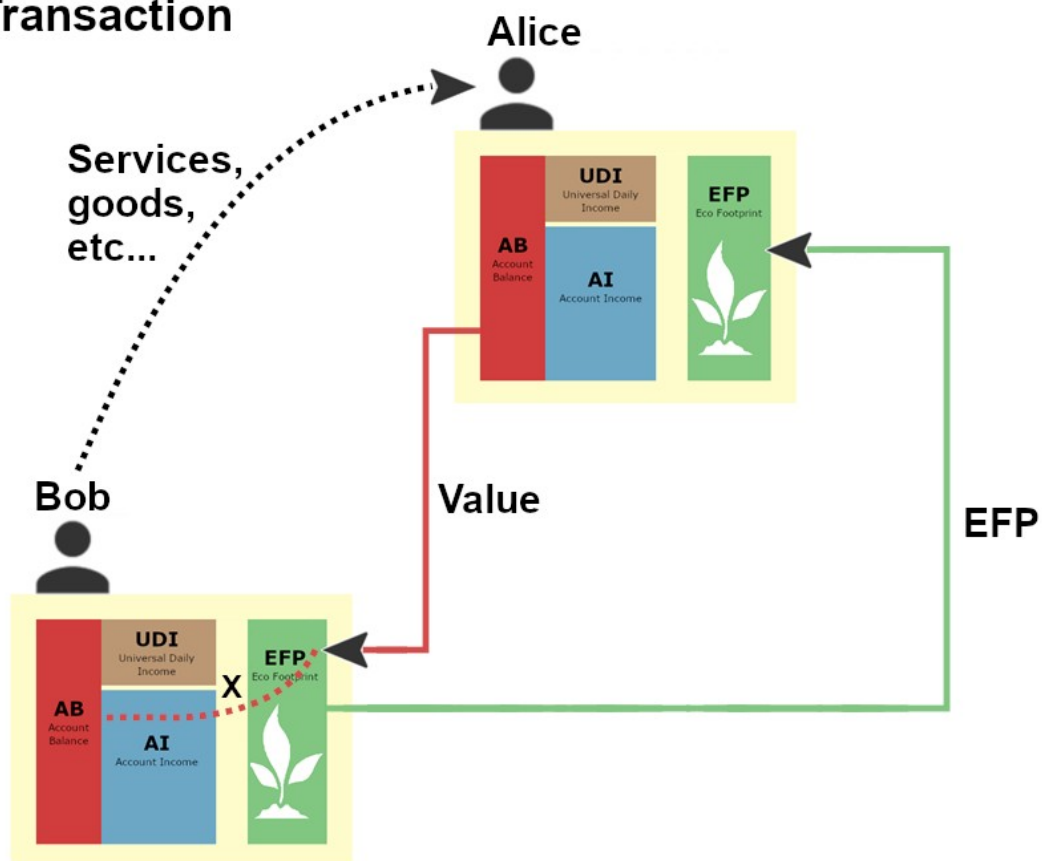 ransaction
Alice
Services,
goods,
etc...
UDI
Universal Daily
Income
EFP
Eco Footprint
AB
Account
Balance
AI
Account Income
Bob
Value
EFP
UDI
Universal Daily
Income
EFP
Eco Footprint
X
AB
Account
Balance
AI
Account Income